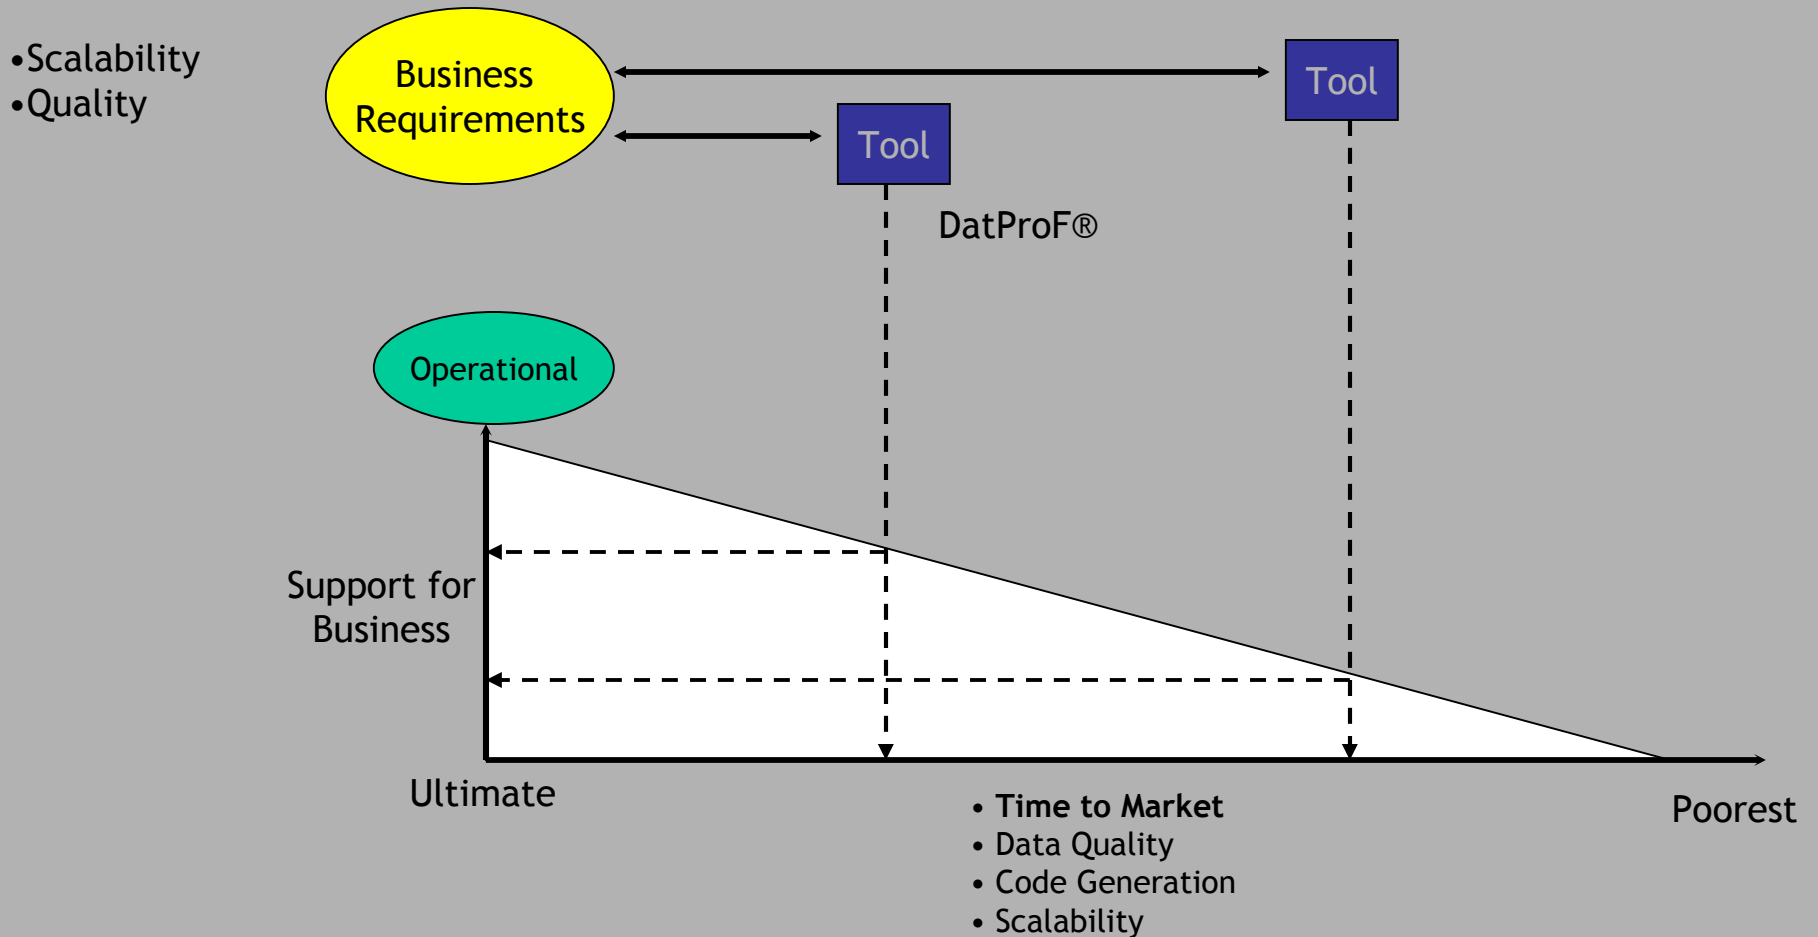 •Scalability
•Quality
Business
Requirements
Tool
Tool
DatProF®
Operational
Support for
Business
Ultimate
Poorest
• Time to Market
• Data Quality
• Code Generation
• Scalability